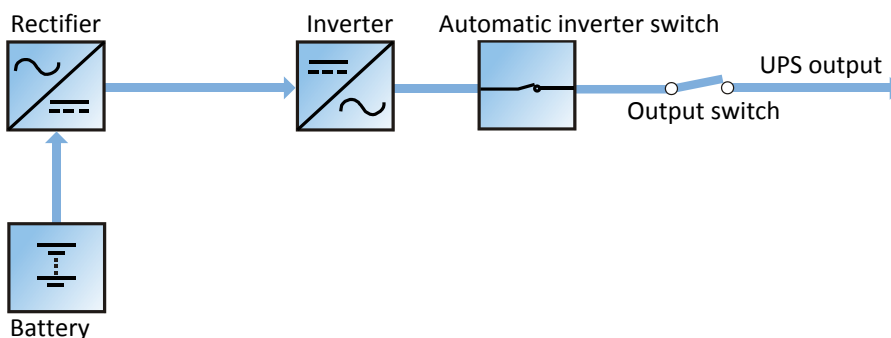 Rectifier
Inverter
Automatic inverter switch
UPS output
Output switch
Battery